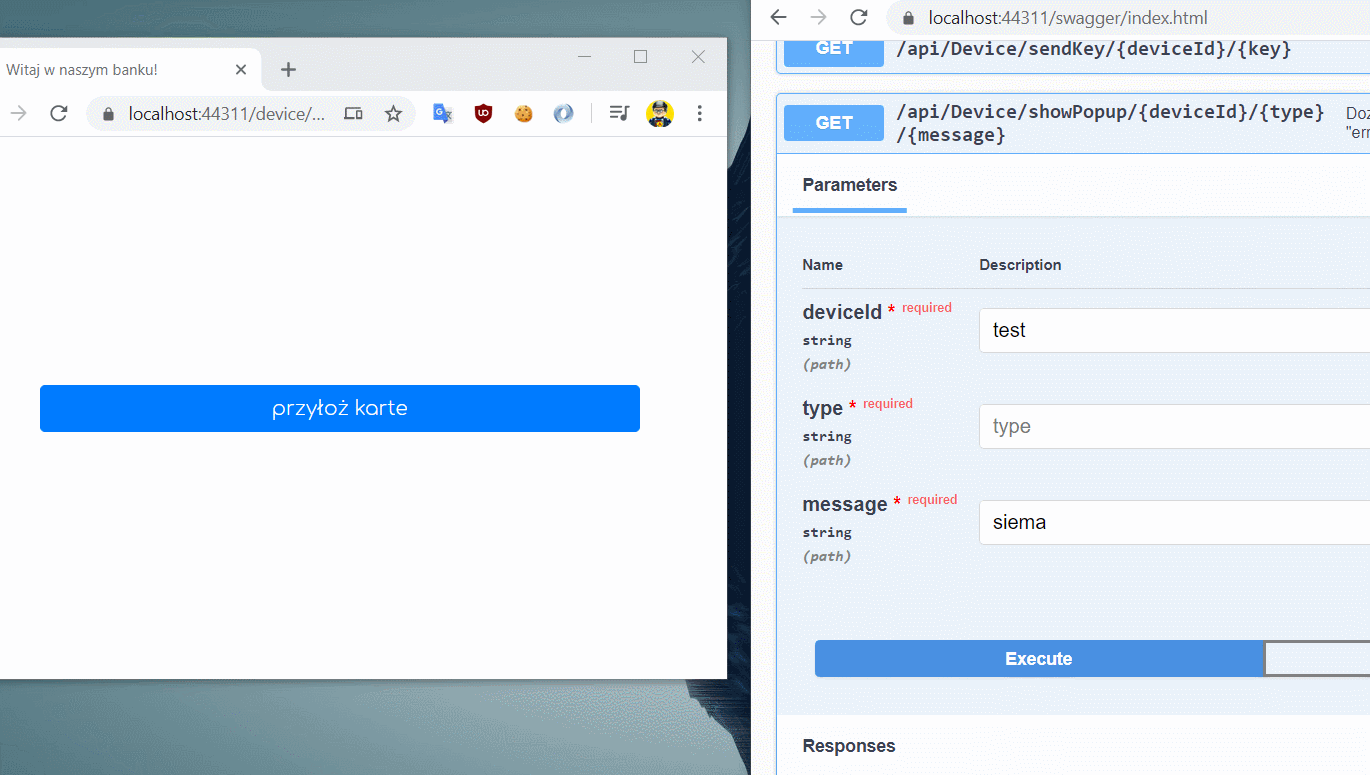 Witaj w naszym banku!
localhost:44311/device/...
przyłoż karte
localhost:44311/swagger/index.html
GET /api/Device/sendKey/{deviceId}/{key}
GET /api/Device/showPopup/{deviceId}/{type}
/{message}
Doz
"err
Parameters
Name Description
deviceId * required
string
(path)
test
type * required
string
(path)
type
message * required
string
(path)
siema
Execute
Responses